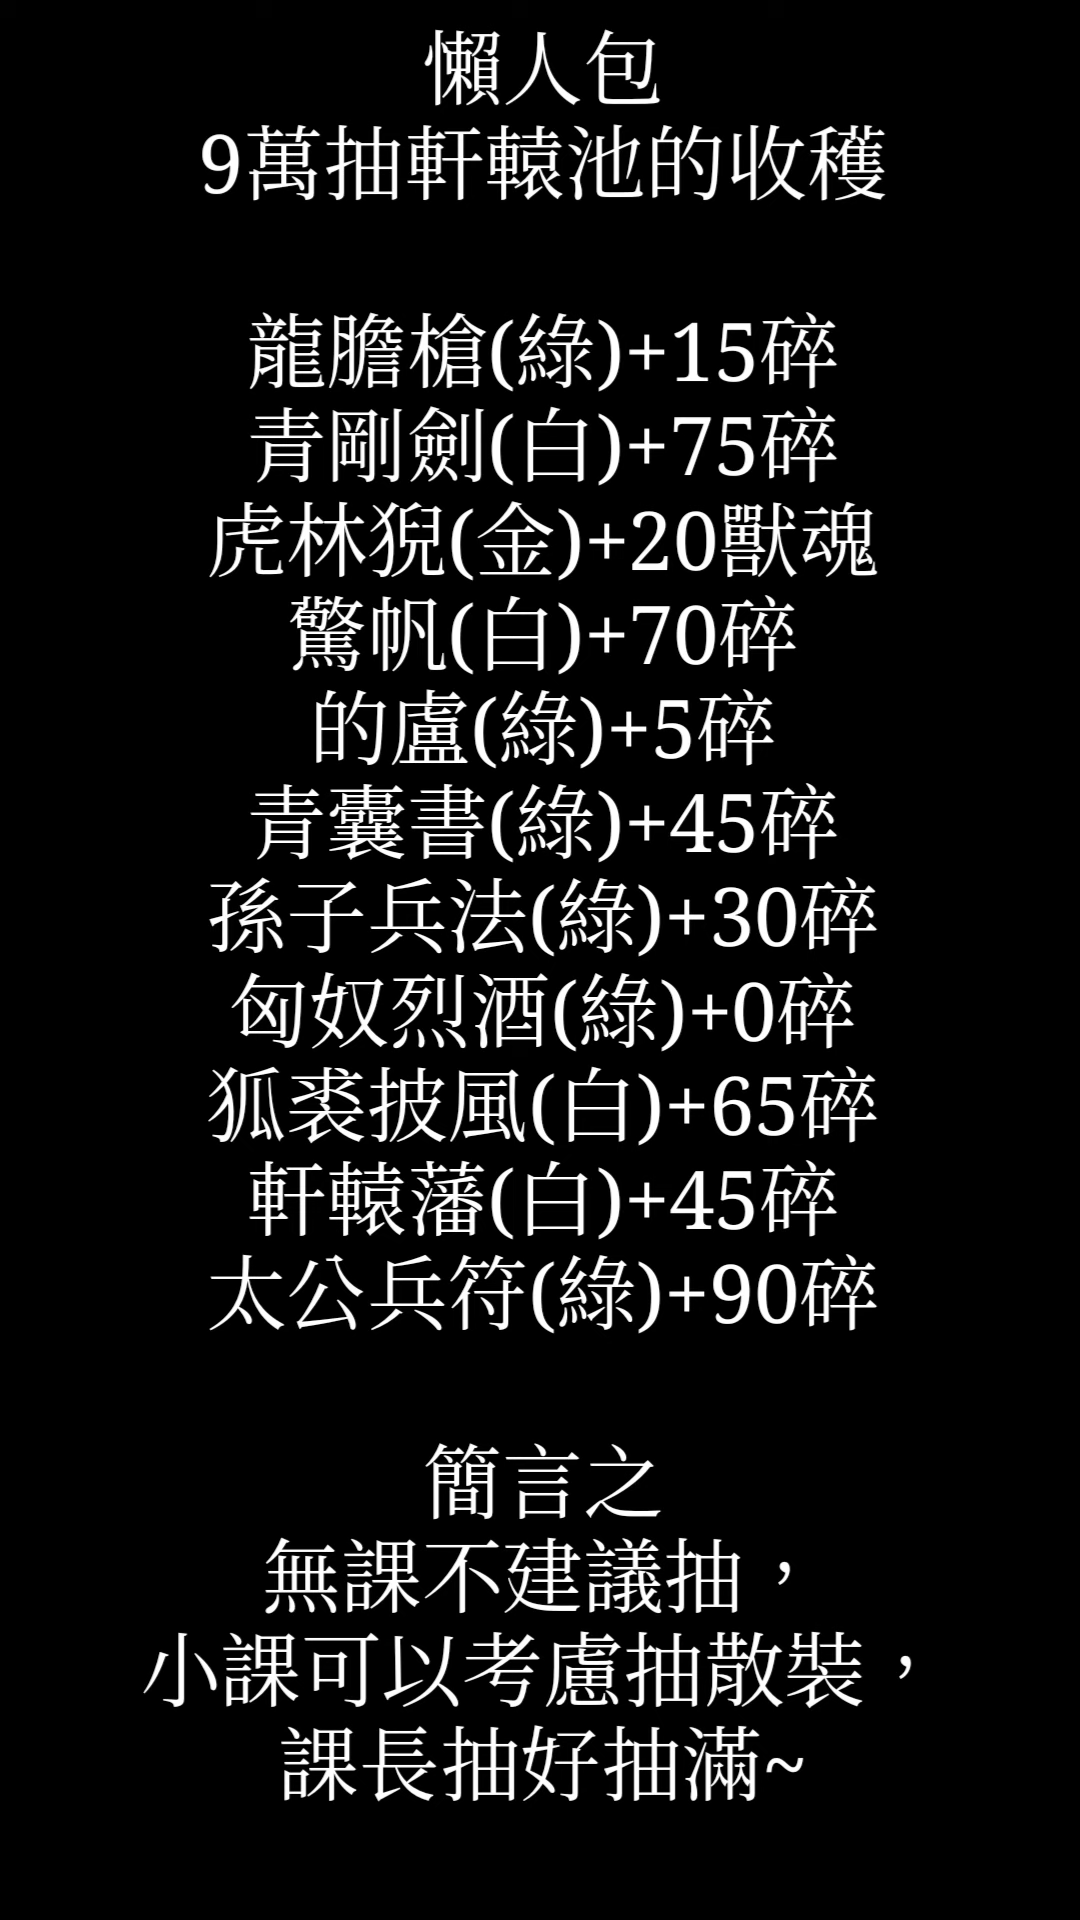 懶人包
9萬抽軒轅池的收穫
龍膽槍(綠)+15碎
青剛劍(白)+75碎
虎林猊(金)+20獸魂
驚帆(白)+70碎
的盧(綠)+5碎
青囊書(綠)+45碎
孫子兵法(綠)+30碎
匈奴烈酒(綠)+0碎
狐裘披風(白)+65碎
軒轅藩(白)+45碎
太公兵符(綠)+90碎
簡言之
無課不建議抽，
小課可以考慮抽散裝，
課長抽好抽滿~